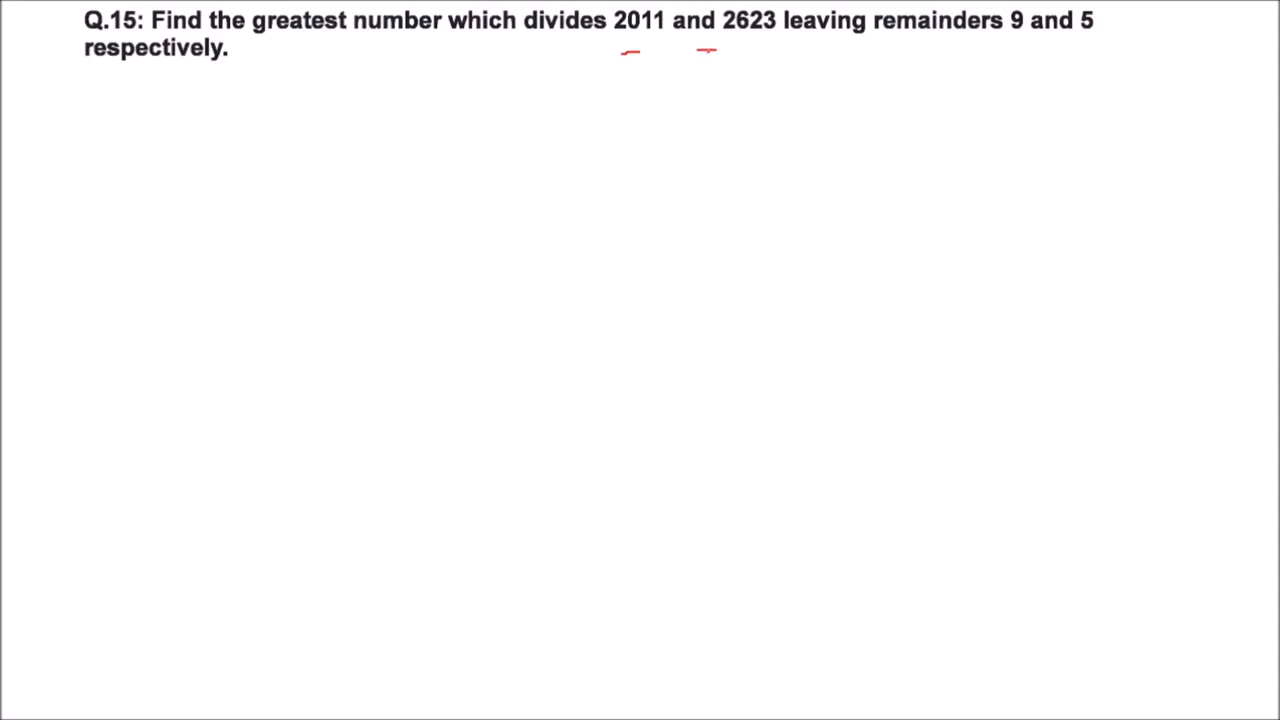 Q.15: Find the greatest number which divides 2011 and 2623 leaving remainders 9 and 5
respectively.